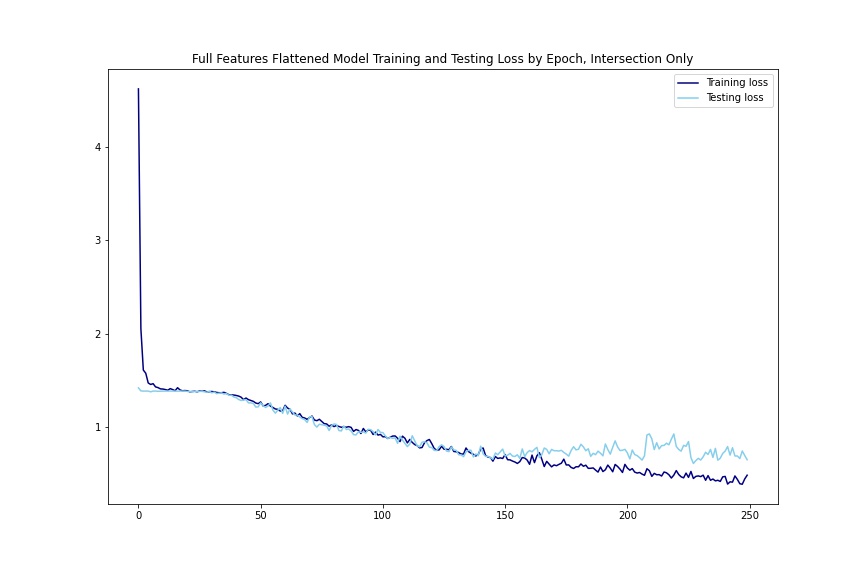 Full Features Flattened Model Training and Testing Loss by Epoch, Intersection Only
Training loss
Testing loss
4
3
2
1
0 50 100 150 200 250